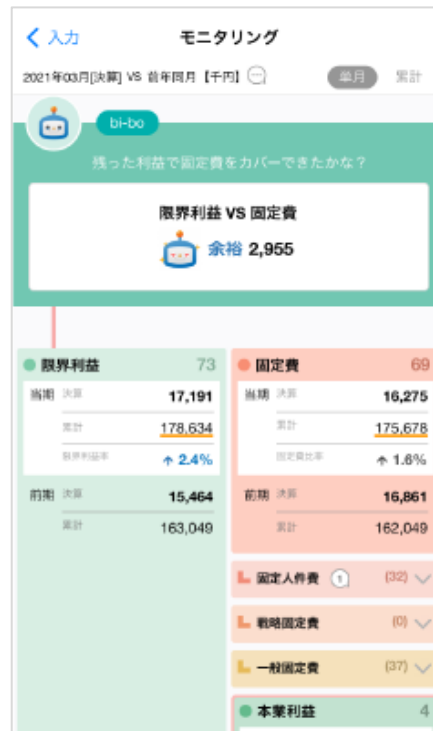 入力
モニタリング
2021年03月[決算] VS 前年同月【千円】
単月 累計
bi-bo
残った利益で固定費をカバーできたかな？
限界利益 VS 固定費
余裕 2,955
限界利益 73
当期 決算 17,191
累計 178,634
限界利益率 2.4%
前期 決算 15,464
累計 163,049
固定費 69
当期 決算 16,275
累計 175,678
固定費比率 1.6%
前期 決算 16,861
累計 162,049
固定人件費 1 (32)
戦略固定費 (0)
一般固定費 (37)
本業利益 4